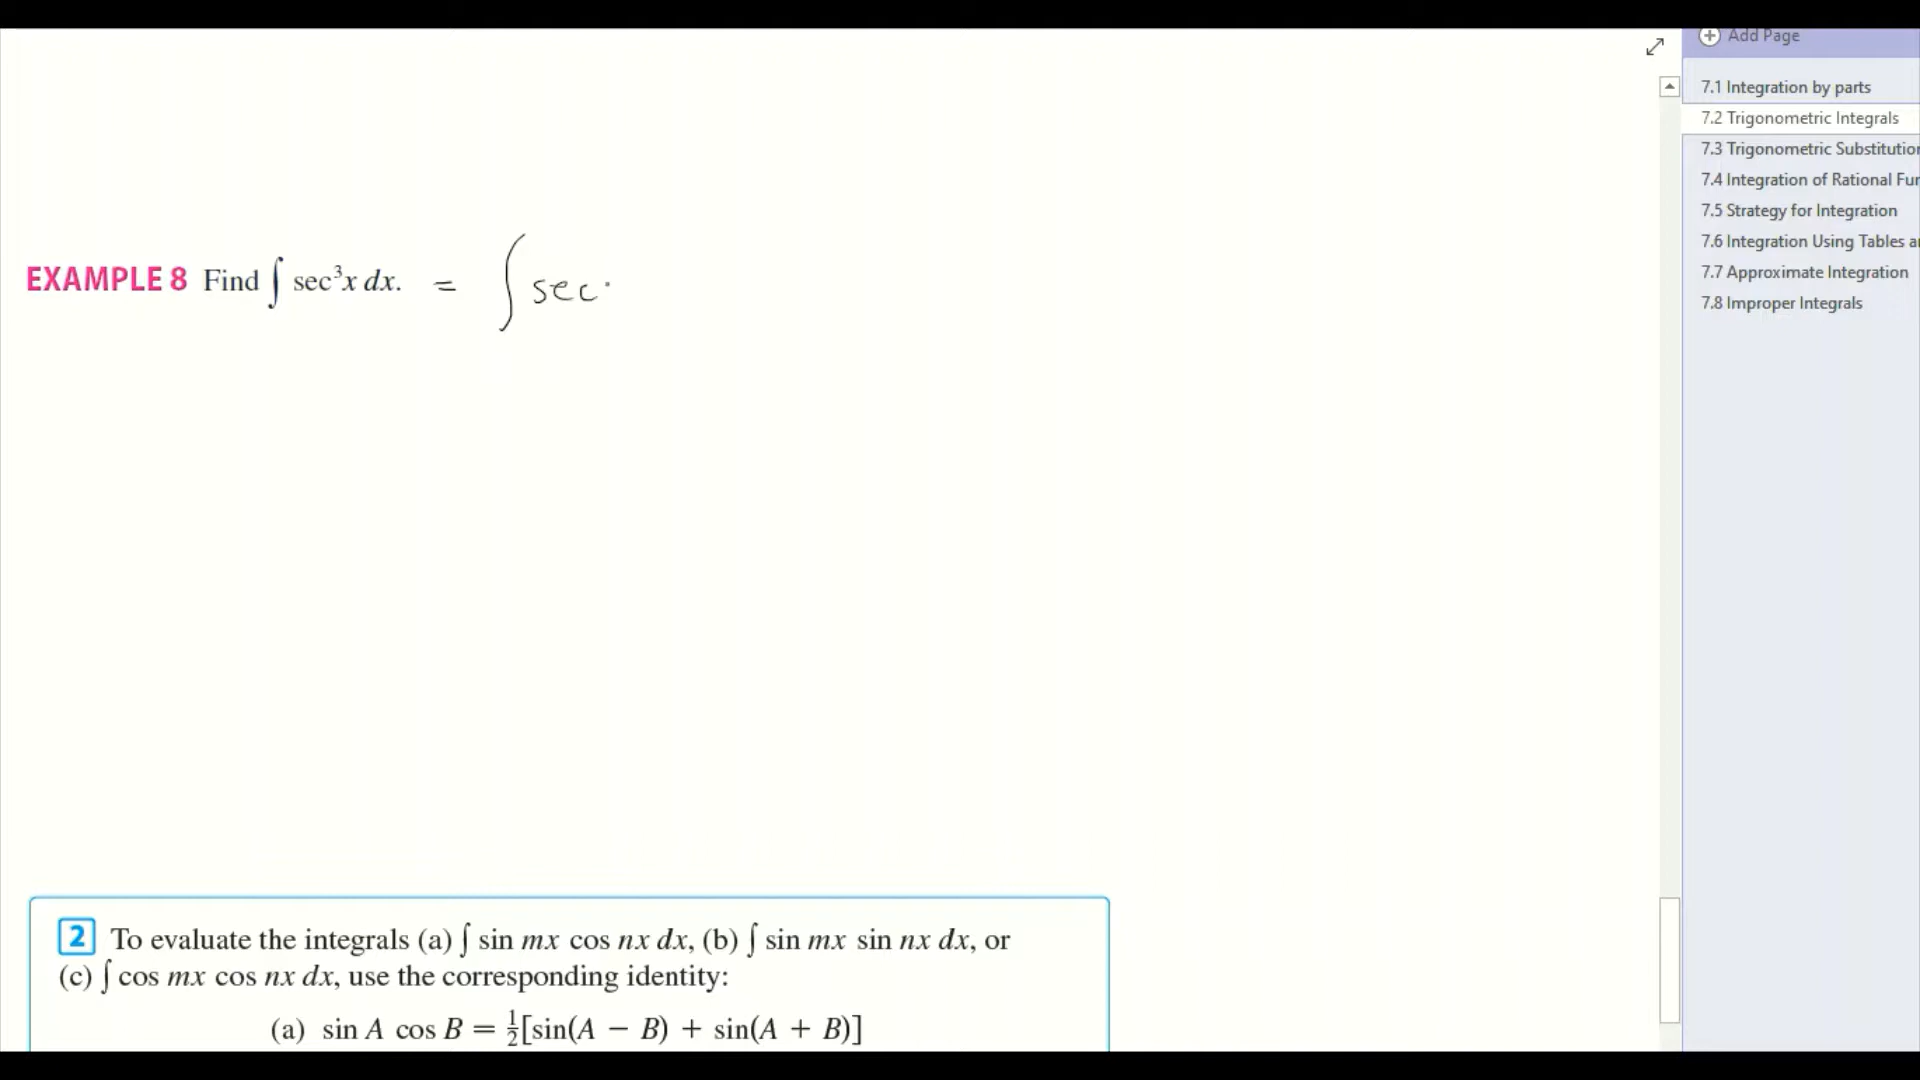 Add Page
7.1 Integration by parts
7.2 Trigonometric Integrals
7.3 Trigonometric Substitution
7.4 Integration of Rational Fun
7.5 Strategy for Integration
7.6 Integration Using Tables a
7.7 Approximate Integration
7.8 Improper Integrals
EXAMPLE 8 Find ∫ sec³x dx. = ∫ sec·
2 To evaluate the integrals (a) ∫ sin mx cos nx dx, (b) ∫ sin mx sin nx dx, or
(c) ∫ cos mx cos nx dx, use the corresponding identity:
(a) sin A cos B = ½[sin(A − B) + sin(A + B)]